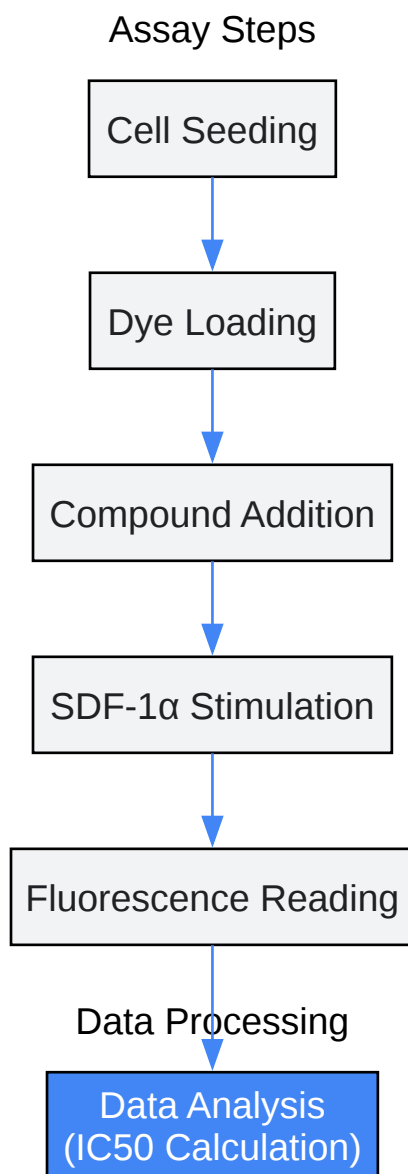 Assay Steps
Cell Seeding
Dye Loading
Compound Addition
SDF-1α Stimulation
Fluorescence Reading
Data Processing
Data Analysis
(IC50 Calculation)